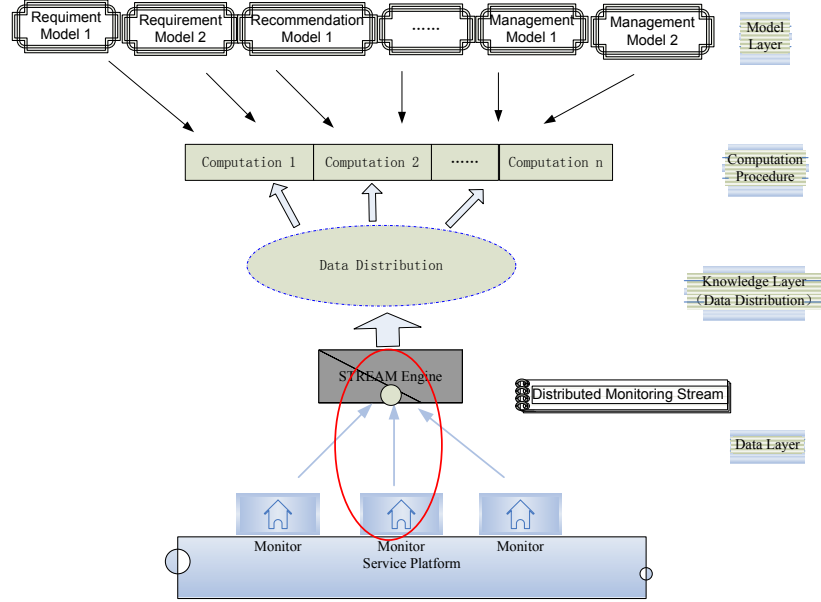 Requiment
Model 1
Requirement
Model 2
Recommendation
Model 1
......
Management
Model 1
Management
Model 2
Model
Layer
Computation 1
Computation 2
......
Computation n
Computation
Procedure
Data Distribution
Knowledge Layer
(Data Distribution)
STREAM Engine
Distributed Monitoring Stream
Data Layer
Monitor
Monitor
Monitor
Service Platform